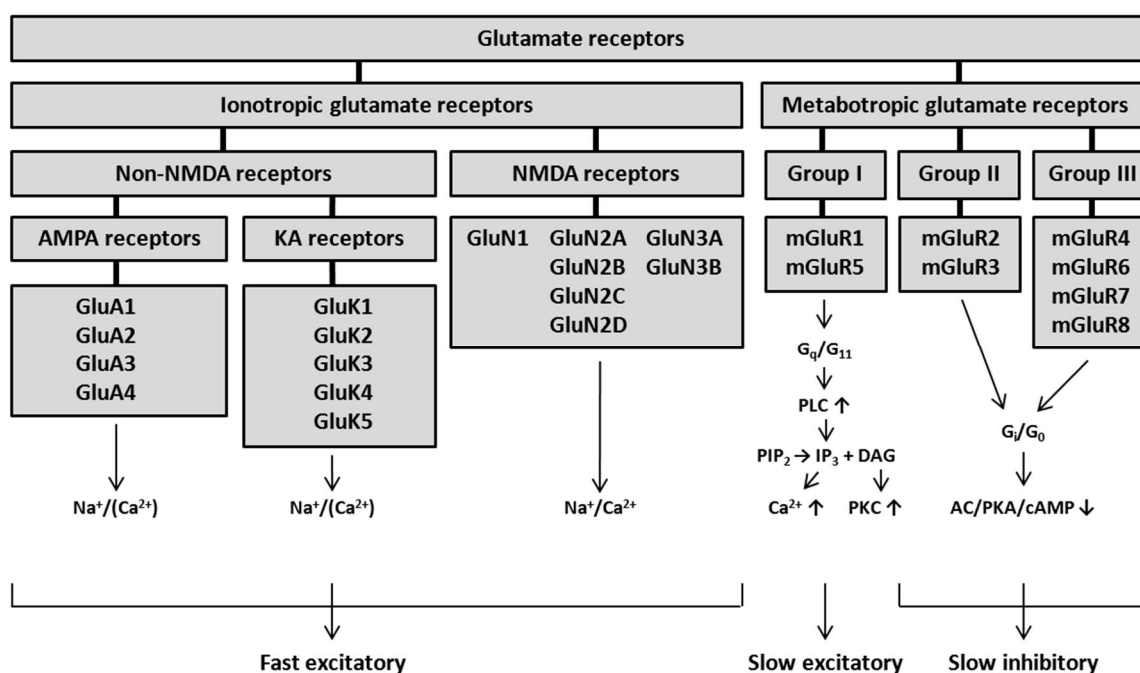 Glutamate receptors
Ionotropic glutamate receptors
Metabotropic glutamate receptors
Non-NMDA receptors
NMDA receptors
Group I
Group II
Group III
AMPA receptors
KA receptors
GluN1 GluN2A GluN3A
GluN2B GluN3B
GluN2C
GluN2D
mGluR1
mGluR5
mGluR2
mGluR3
mGluR4
mGluR6
mGluR7
mGluR8
GluA1
GluA2
GluA3
GluA4
GluK1
GluK2
GluK3
GluK4
GluK5
Gq/G11
PLC ↑
PIP₂ → IP₃ + DAG
Gi/G0
Na⁺/(Ca²⁺)
Na⁺/(Ca²⁺)
Na⁺/Ca²⁺
Ca²⁺ ↑
PKC ↑
AC/PKA/cAMP ↓
Fast excitatory
Slow excitatory
Slow inhibitory